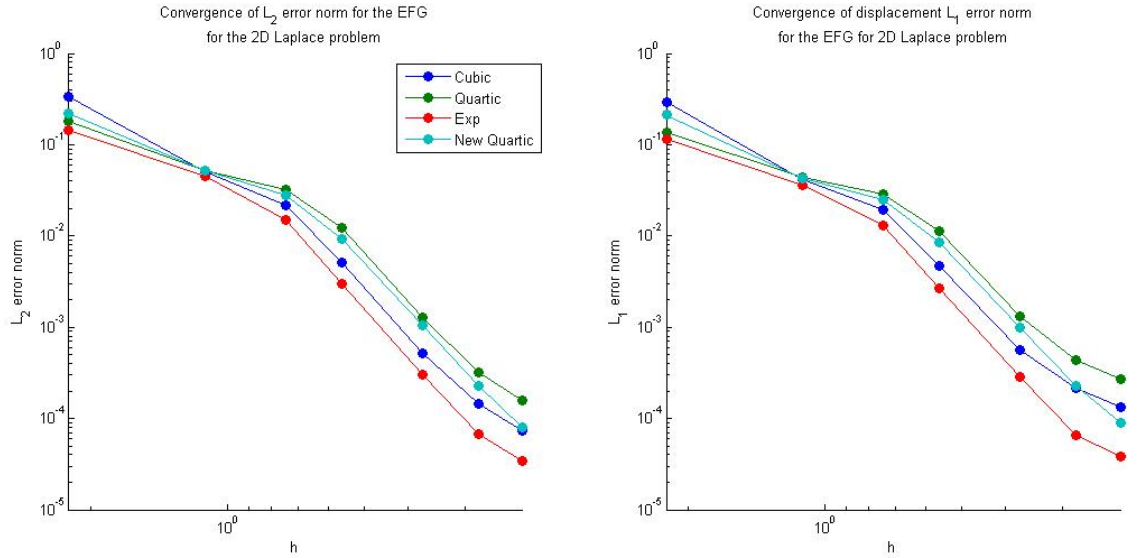 Convergence of L2 error norm for the EFG
for the 2D Laplace problem
10^0
10^-1
10^-2
10^-3
10^-4
10^-5
L2 error norm
10^0
h
Cubic
Quartic
Exp
New Quartic
Convergence of displacement L1 error norm
for the EFG for 2D Laplace problem
10^0
10^-1
10^-2
10^-3
10^-4
10^-5
L1 error norm
10^0
h